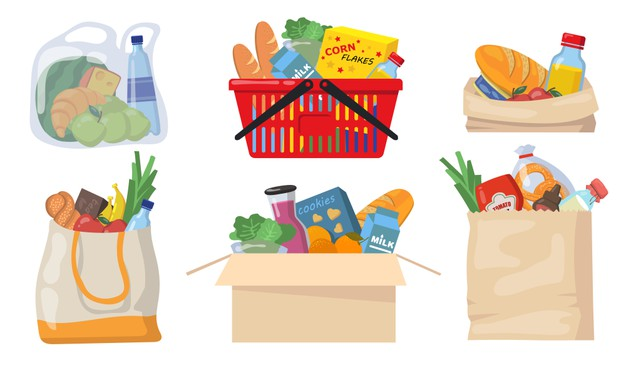 CORN
FLAKES
MiLK
cookies
MiLK
TOMATO